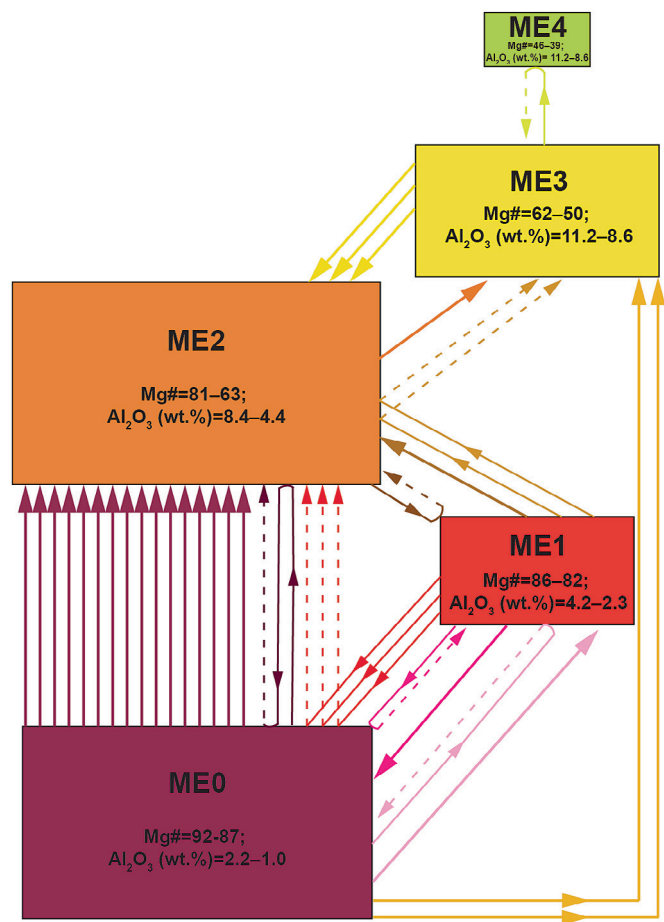 ME4
Mg#=46–39;
Al₂O₃ (wt.%)= 11.2–8.6
ME3
Mg#=62–50;
Al₂O₃ (wt.%)=11.2–8.6
ME2
Mg#=81–63;
Al₂O₃ (wt.%)=8.4–4.4
ME1
Mg#=86–82;
Al₂O₃ (wt.%)=4.2–2.3
ME0
Mg#=92-87;
Al₂O₃ (wt.%)=2.2–1.0